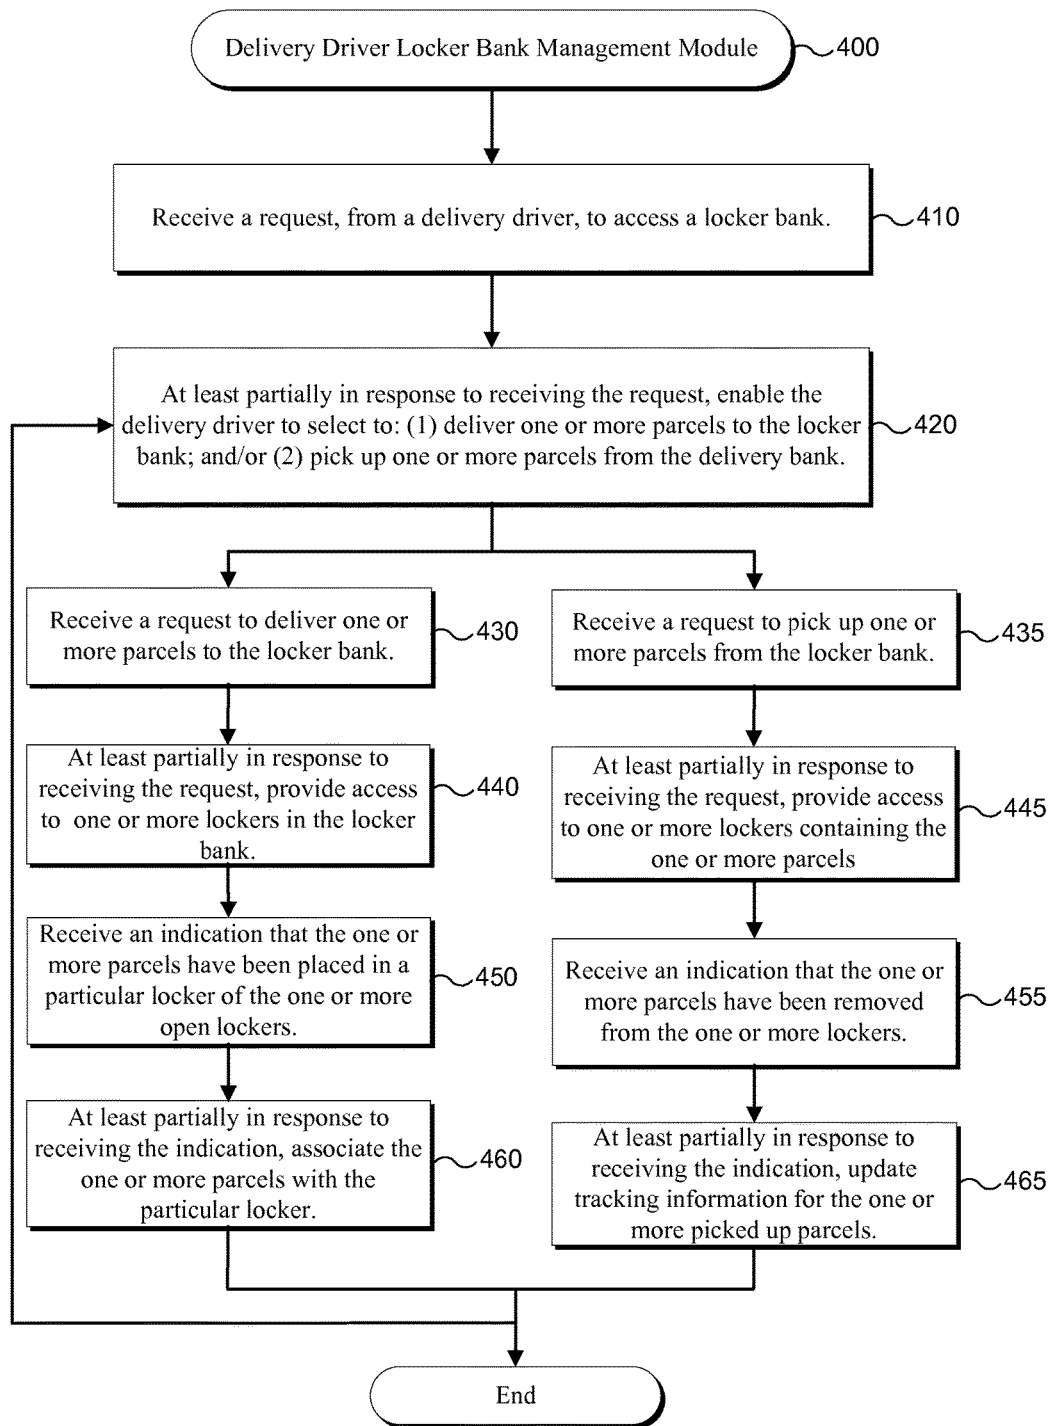 Delivery Driver Locker Bank Management Module
400
Receive a request, from a delivery driver, to access a locker bank.
410
At least partially in response to receiving the request, enable the
delivery driver to select to: (1) deliver one or more parcels to the locker
bank; and/or (2) pick up one or more parcels from the delivery bank.
420
Receive a request to deliver one or
more parcels to the locker bank.
430
Receive a request to pick up one or
more parcels from the locker bank.
435
At least partially in response to
receiving the request, provide access
to one or more lockers in the locker
bank.
440
At least partially in response to
receiving the request, provide access
to one or more lockers containing the
one or more parcels
445
Receive an indication that the one or
more parcels have been placed in a
particular locker of the one or more
open lockers.
450
Receive an indication that the one or
more parcels have been removed
from the one or more lockers.
455
At least partially in response to
receiving the indication, associate the
one or more parcels with the
particular locker.
460
At least partially in response to
receiving the indication, update
tracking information for the one or
more picked up parcels.
465
End